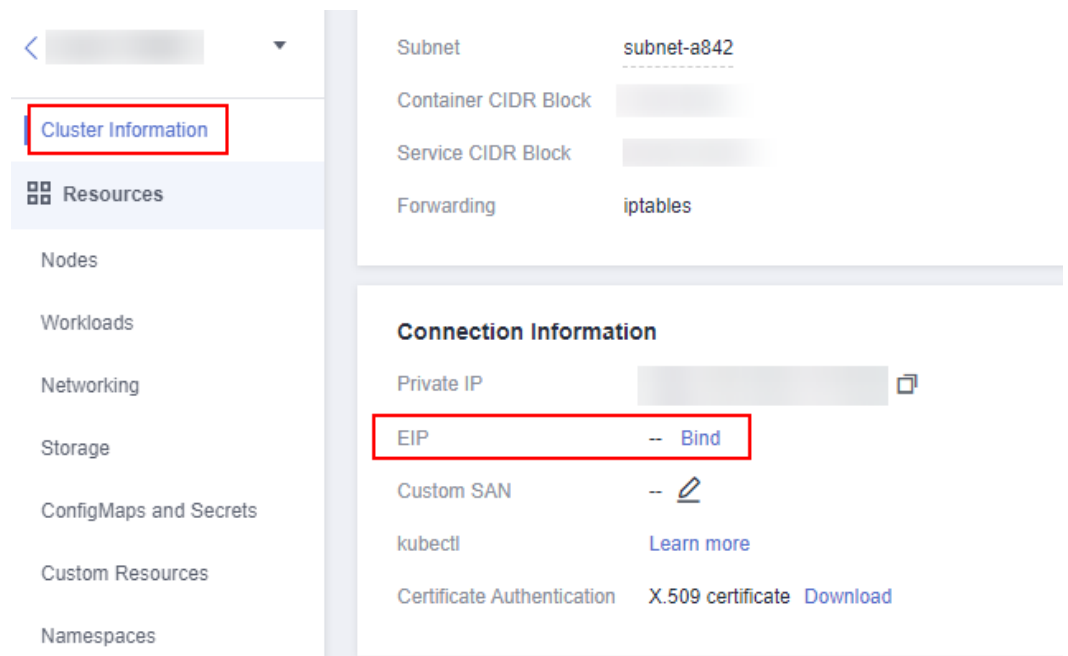 Cluster Information
Resources
Nodes
Workloads
Networking
Storage
ConfigMaps and Secrets
Custom Resources
Namespaces
Subnet subnet-a842
Container CIDR Block
Service CIDR Block
Forwarding iptables
Connection Information
Private IP
EIP -- Bind
Custom SAN --
kubectl Learn more
Certificate Authentication X.509 certificate Download